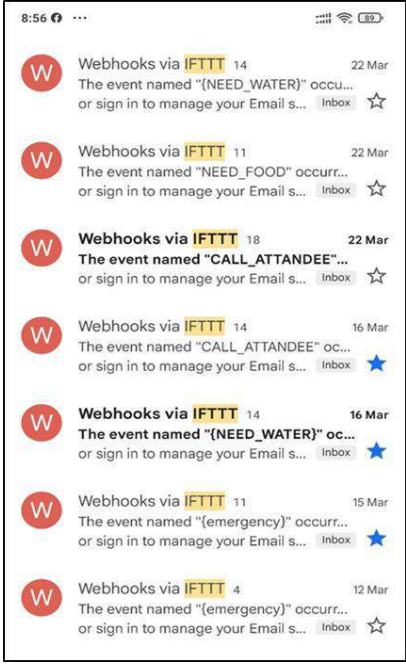 8:56 ...
89
W
Webhooks via IFTTT 14 22 Mar
The event named "{NEED_WATER}" occu...
or sign in to manage your Email s... Inbox
W
Webhooks via IFTTT 11 22 Mar
The event named "NEED_FOOD" occurr...
or sign in to manage your Email s... Inbox
W
Webhooks via IFTTT 18 22 Mar
The event named "CALL_ATTANDEE"...
or sign in to manage your Email s... Inbox
W
Webhooks via IFTTT 14 16 Mar
The event named "CALL_ATTANDEE" oc...
or sign in to manage your Email s... Inbox
W
Webhooks via IFTTT 14 16 Mar
The event named "{NEED_WATER}" oc...
or sign in to manage your Email s... Inbox
W
Webhooks via IFTTT 11 15 Mar
The event named "{emergency}" occurr...
or sign in to manage your Email s... Inbox
W
Webhooks via IFTTT 4 12 Mar
The event named "{emergency}" occurr...
or sign in to manage your Email s... Inbox